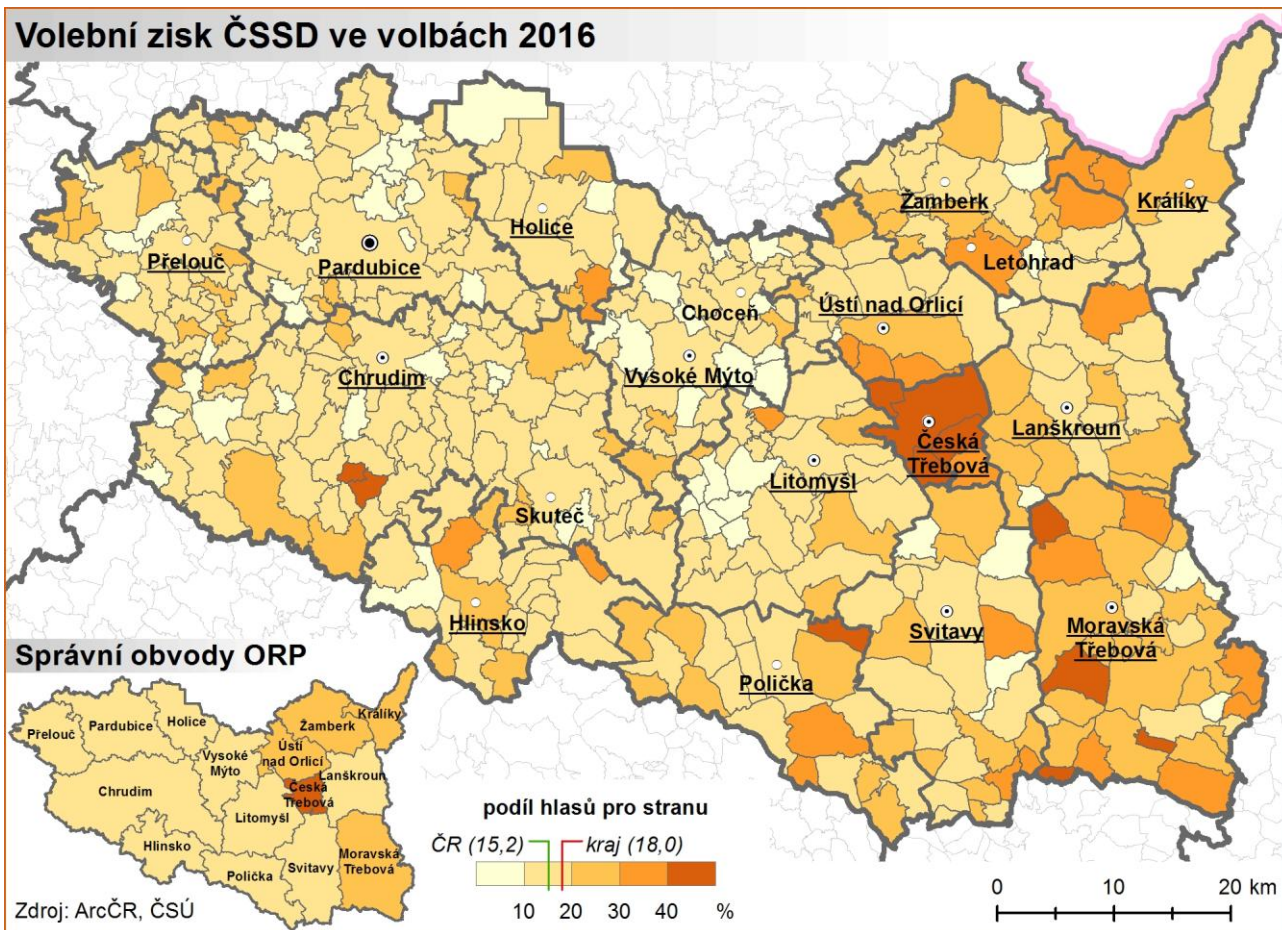 Volební zisk ČSSD ve volbách 2016
Žamberk
Králíky
Holice
Přelouč
Pardubice
Letohrad
Choceň
Ústí nad Orlicí
Chrudim
Vysoké Mýto
Lanškroun
Česká
Třebová
Litomyšl
Skuteč
Hlinsko
Svitavy
Moravská
Třebová
Polička
Správní obvody ORP
Králíky
Žamberk
Holice
Pardubice
Přelouč
Ústí
nad Orlicí
Vysoké
Mýto
Lanškroun
Česká
Třebová
Chrudim
Litomyšl
Hlinsko
Svitavy
Moravská
Třebová
Polička
podíl hlasů pro stranu
ČR (15,2)
kraj (18,0)
10 20 30 40 %
0 10 20 km
Zdroj: ArcČR, ČSÚ